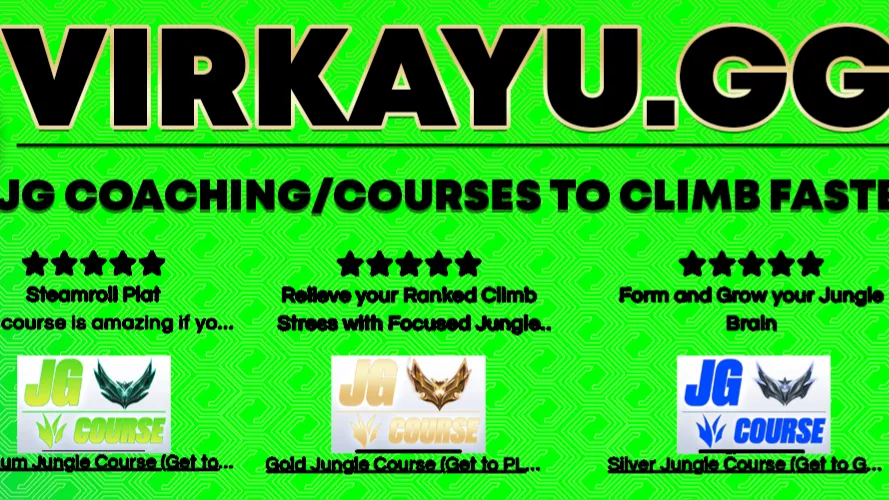 VIRKAYU.GG
JG COACHING/COURSES TO CLIMB FASTE
Steamroll Plat
course is amazing if yo...
Relieve your Ranked Climb
Stress with Focused Jungle..
Form and Grow your Jungle
Brain
JG
COURSE
um Jungle Course (Get to...
JG
COURSE
Gold Jungle Course (Get to PL...
JG
COURSE
Silver Jungle Course (Get to G...